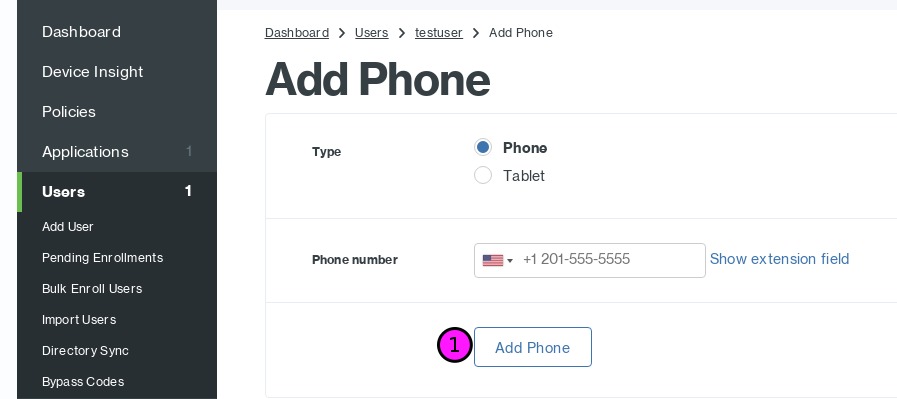 Dashboard
Device Insight
Policies
Applications 1
Users 1
Add User
Pending Enrollments
Bulk Enroll Users
Import Users
Directory Sync
Bypass Codes
Dashboard > Users > testuser > Add Phone
Add Phone
Type
Phone
Tablet
Phone number
+1 201-555-5555
Show extension field
1
Add Phone